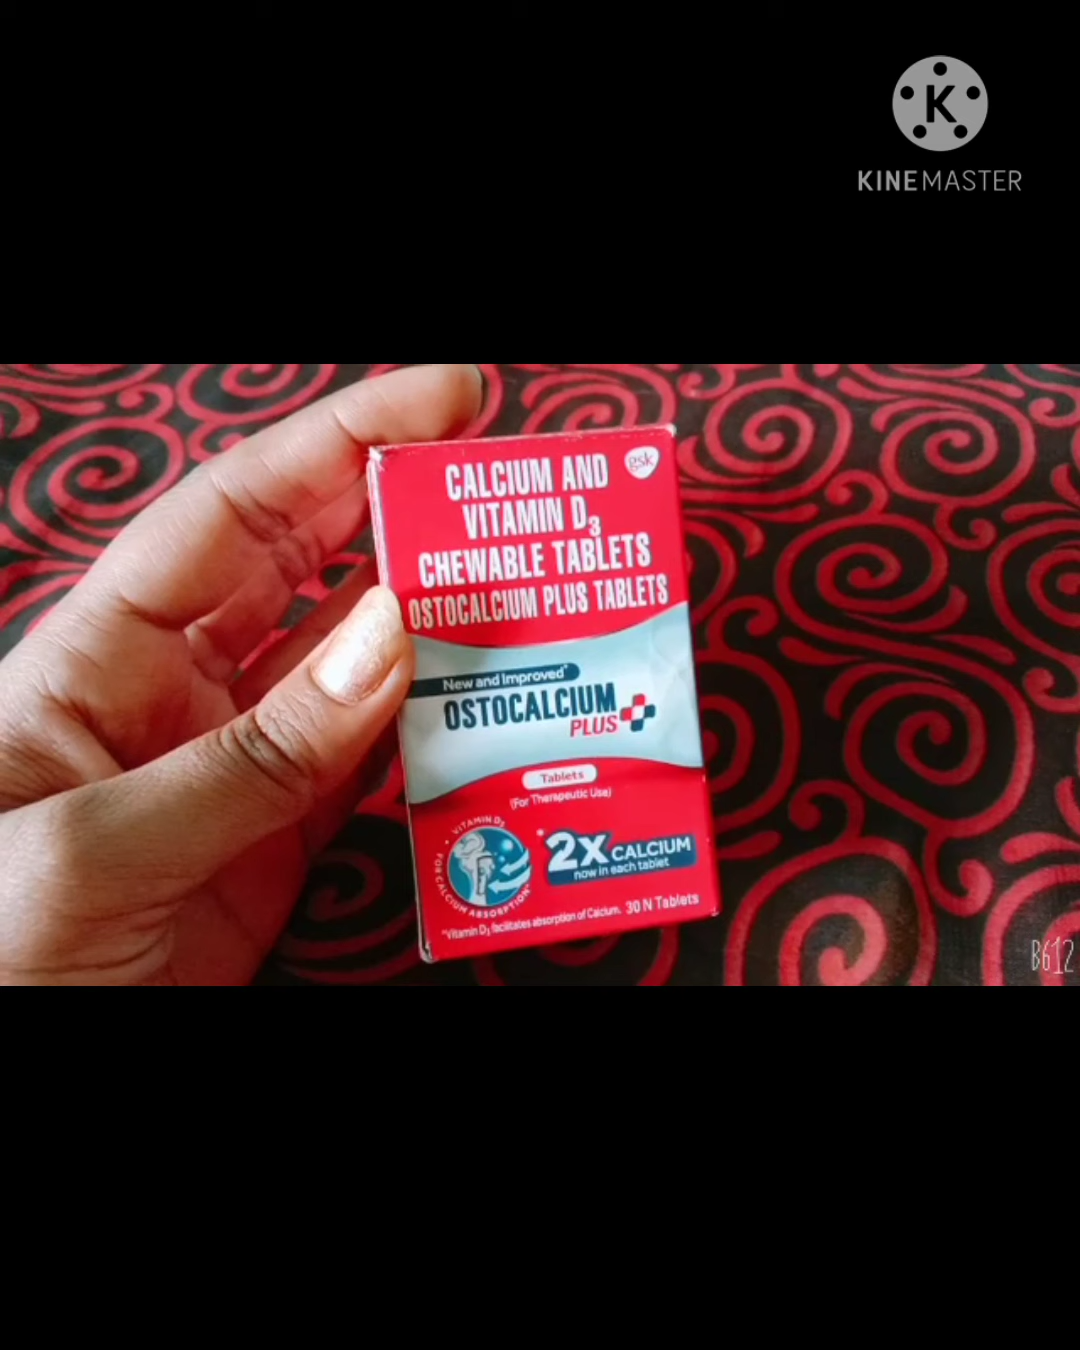 K
KINEMASTER
gsk
CALCIUM AND
VITAMIN D3
CHEWABLE TABLETS
OSTOCALCIUM PLUS TABLETS
New and Improved*
OSTOCALCIUM
PLUS
Tablets
(For Therapeutic Use)
• VITAMIN D3 •
FOR CALCIUM ABSORPTION**
*2X CALCIUM
now in each tablet
**Vitamin D3 facilitates absorption of Calcium. 30 N Tablets
B612